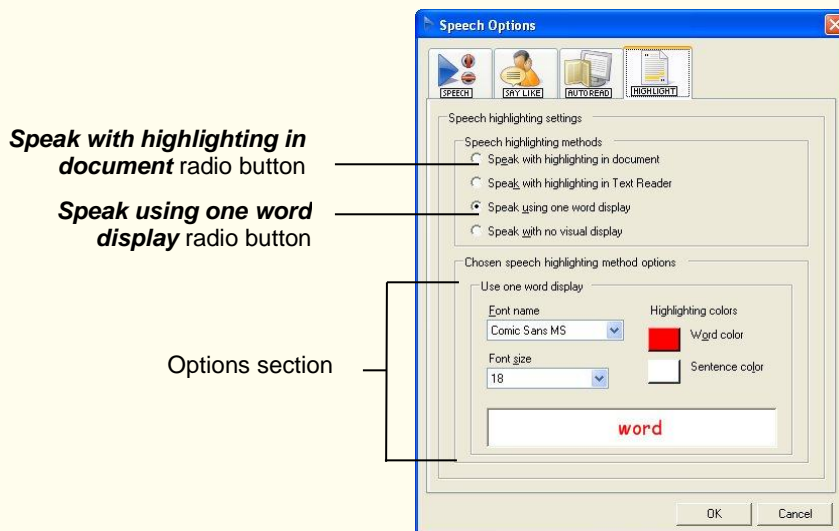 Speech Options
SPEECH
SAY LIKE
AUTOREAD
HIGHLIGHT
Speech highlighting settings
Speech highlighting methods
Speak with highlighting in document
Speak with highlighting in Text Reader
Speak using one word display
Speak with no visual display
Chosen speech highlighting method options
Use one word display
Font name
Highlighting colors
Comic Sans MS
Word color
Font size
Sentence color
18
word
OK Cancel
Speak with highlighting in
document radio button
Speak using one word
display radio button
Options section